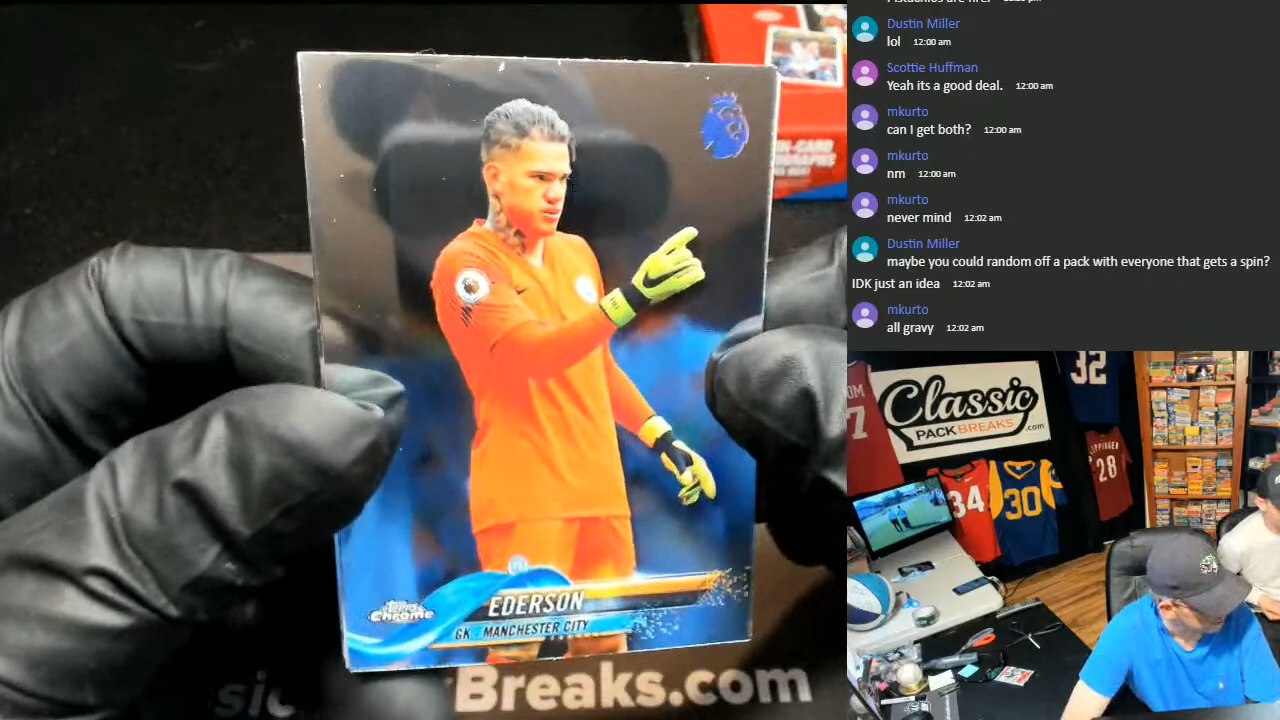 Dustin Miller
lol 12:00 am
Scottie Huffman
Yeah its a good deal. 12:00 am
mkurto
can I get both? 12:00 am
mkurto
nm 12:00 am
mkurto
never mind 12:02 am
Dustin Miller
maybe you could random off a pack with everyone that gets a spin?
IDK just an idea 12:02 am
mkurto
all gravy 12:02 am
Topps
Chrome
EDERSON
GK MANCHESTER CITY
Breaks.com
Classic
PACKBREAKS.com
32
7
34
30
28